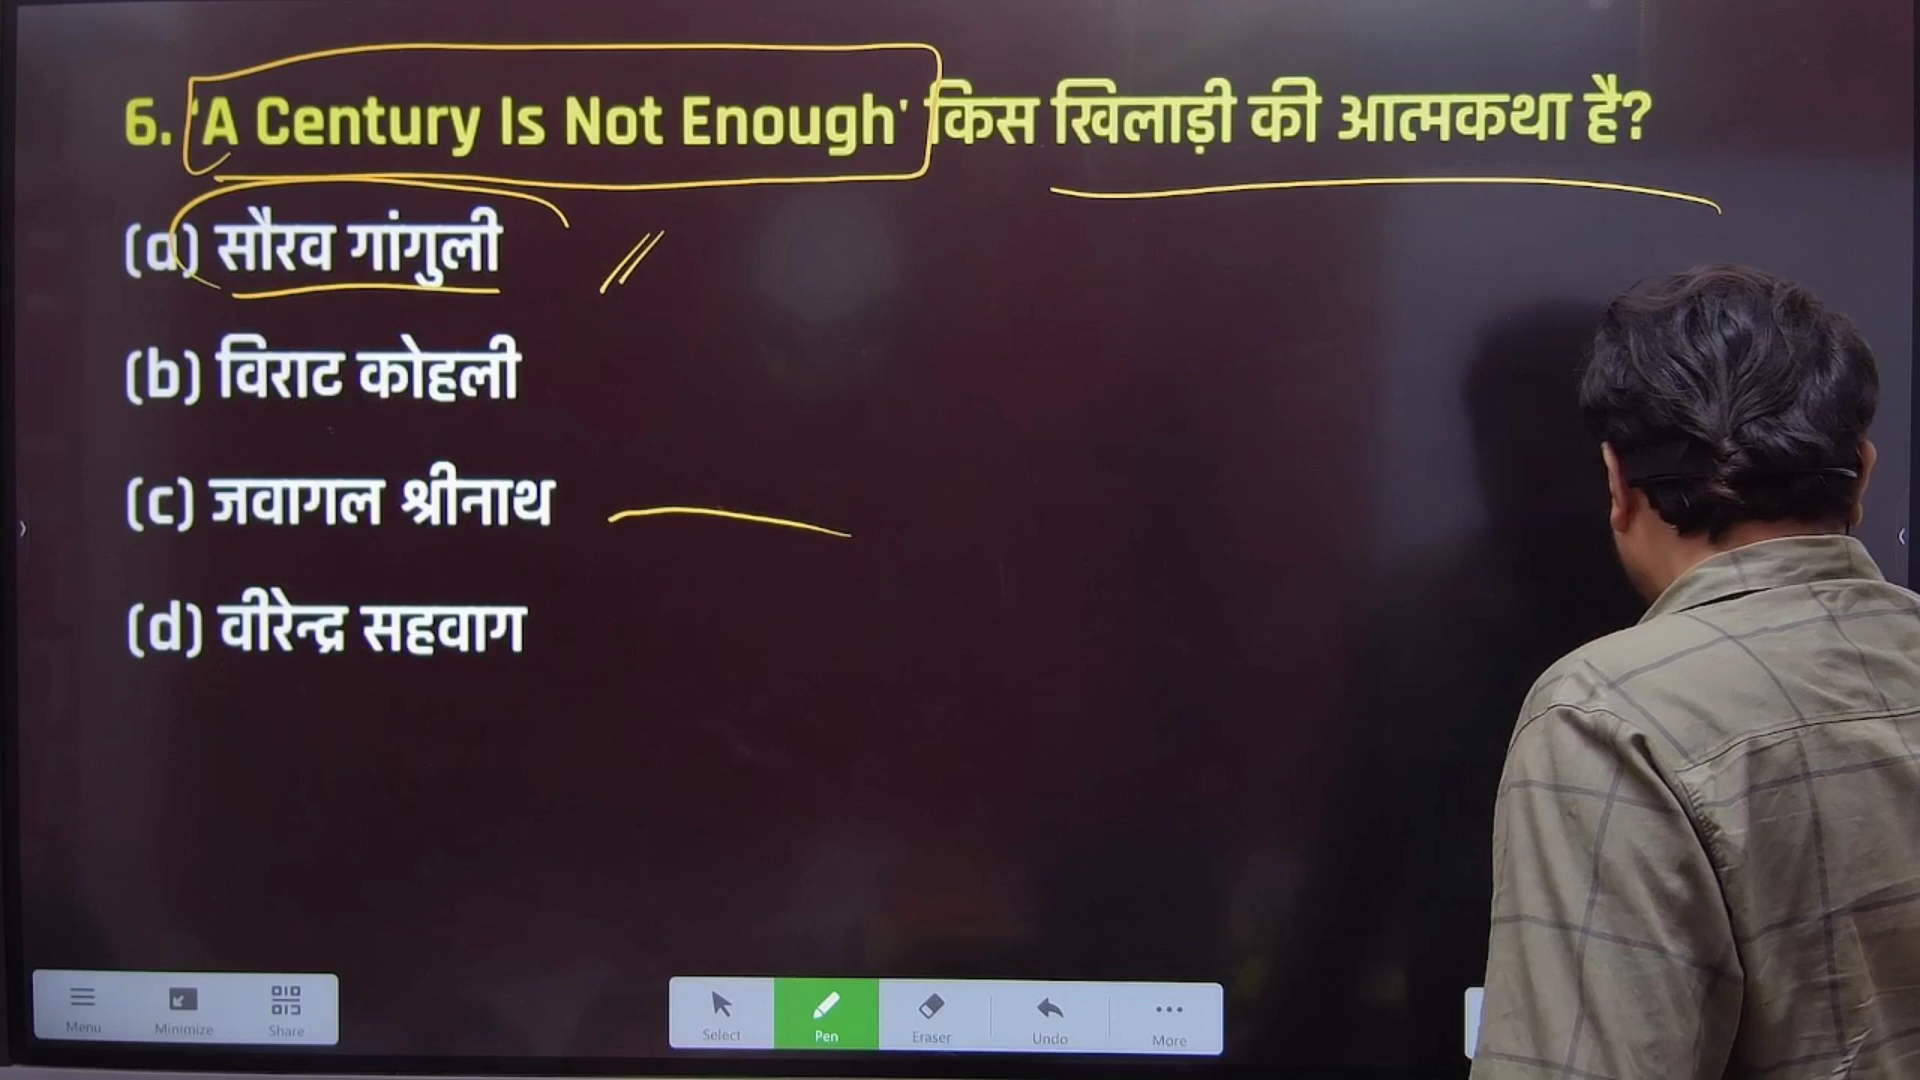 6. 'A Century Is Not Enough' किस खिलाड़ी की आत्मकथा है?
(a) सौरव गांगुली
(b) विराट कोहली
(c) जवागल श्रीनाथ
(d) वीरेन्द्र सहवाग
Menu Minimize Share Select Pen Eraser Undo More